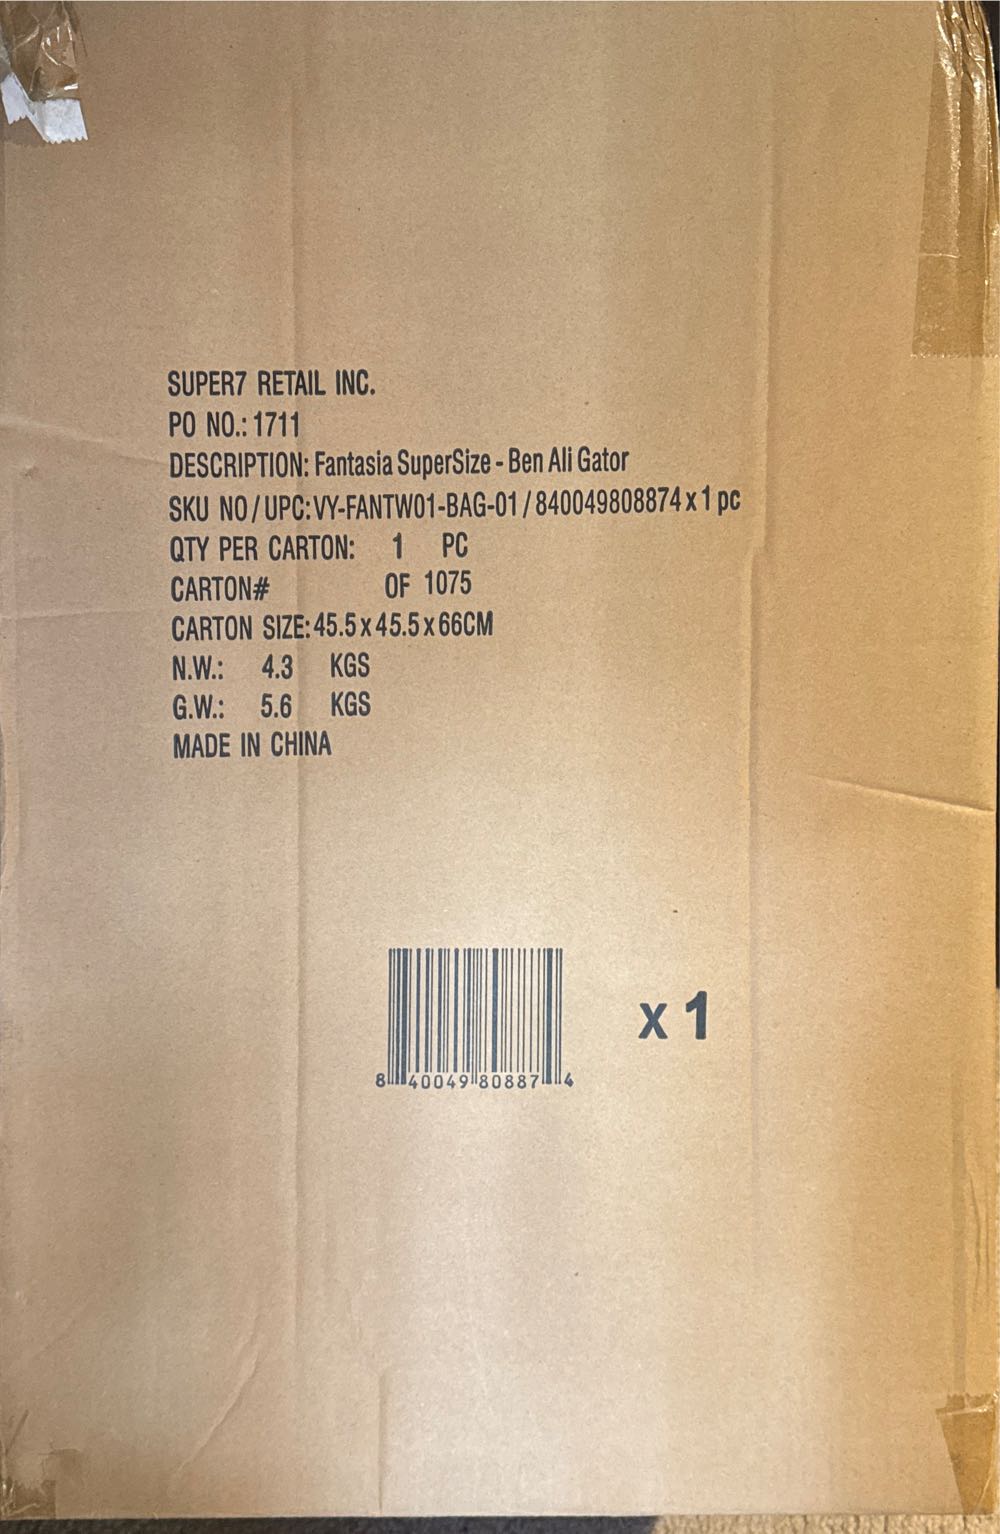 SUPER7 RETAIL INC.
PO NO.: 1711
DESCRIPTION: Fantasia SuperSize - Ben Ali Gator
SKU NO / UPC: VY-FANTW01-BAG-01 / 840049808874 x 1 pc
QTY PER CARTON: 1 PC
CARTON# OF 1075
CARTON SIZE: 45.5 x 45.5 x 66CM
N.W.: 4.3 KGS
G.W.: 5.6 KGS
MADE IN CHINA
x 1
8 40049 80887 4